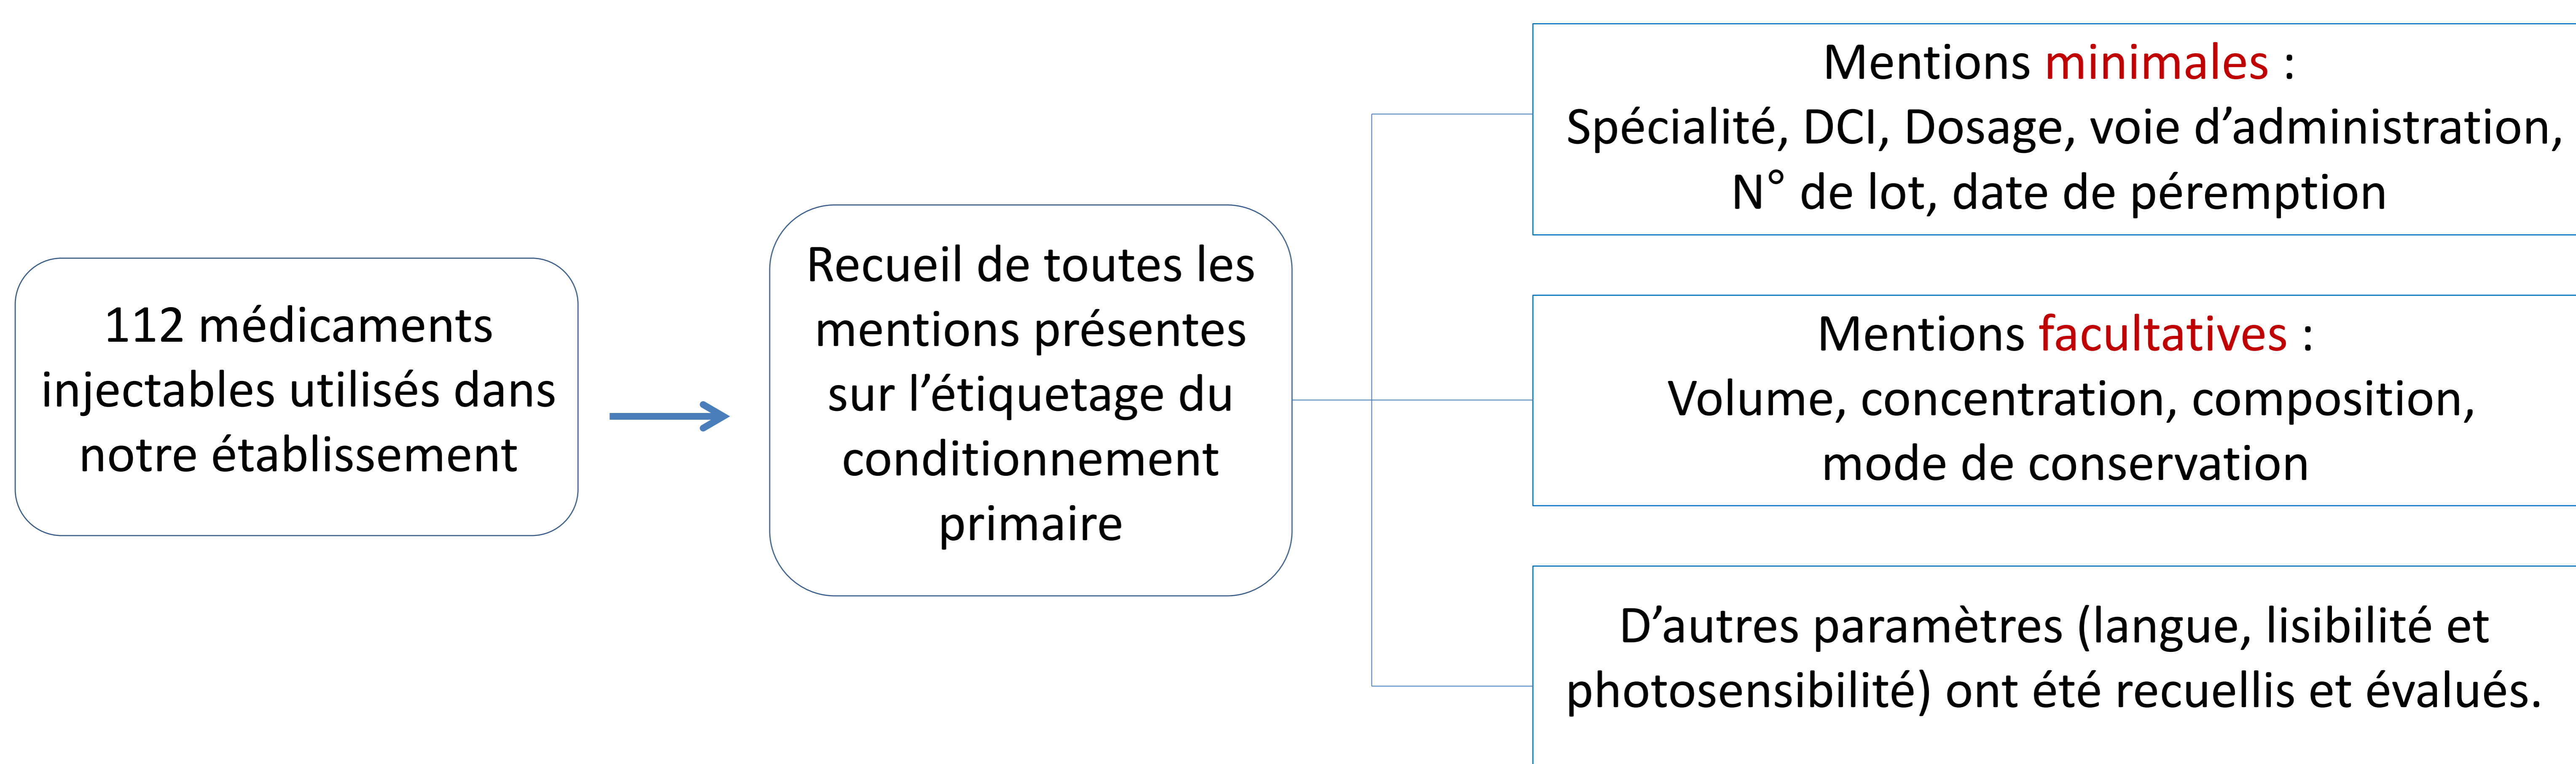 112 médicaments
injectables utilisés dans
notre établissement
Recueil de toutes les
mentions présentes
sur l’étiquetage du
conditionnement
primaire
Mentions minimales :
Spécialité, DCI, Dosage, voie d’administration,
N° de lot, date de péremption
Mentions facultatives :
Volume, concentration, composition,
mode de conservation
D’autres paramètres (langue, lisibilité et
photosensibilité) ont été recuellis et évalués.